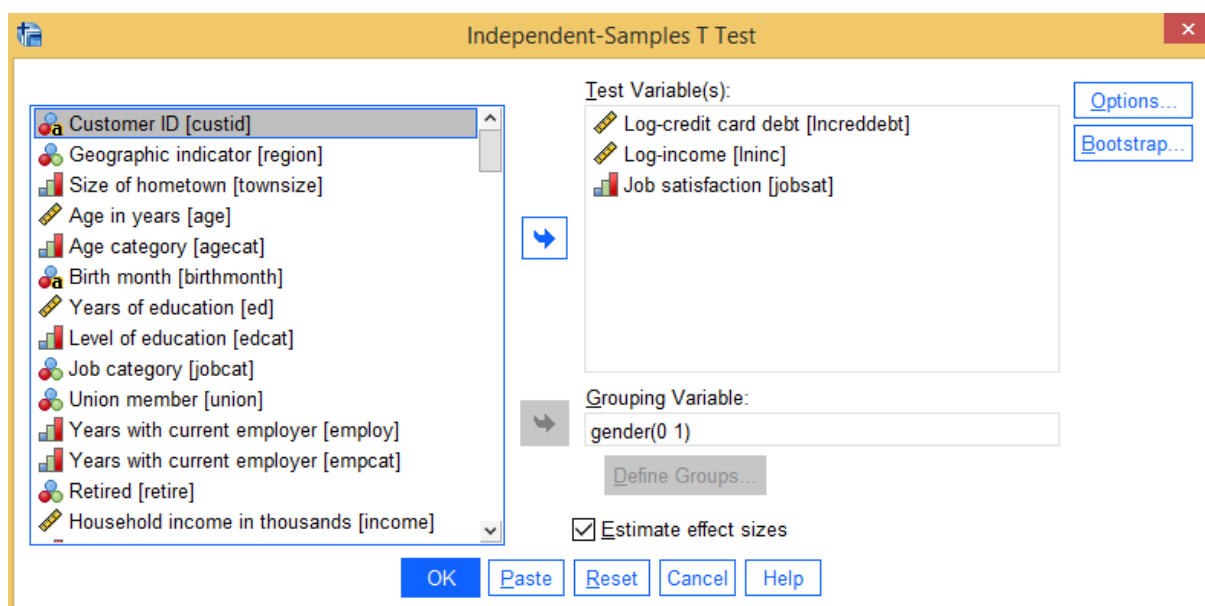 Independent-Samples T Test
Customer ID [custid]
Geographic indicator [region]
Size of hometown [townsize]
Age in years [age]
Age category [agecat]
Birth month [birthmonth]
Years of education [ed]
Level of education [edcat]
Job category [jobcat]
Union member [union]
Years with current employer [employ]
Years with current employer [empcat]
Retired [retire]
Household income in thousands [income]
Test Variable(s):
Log-credit card debt [lncreddebt]
Log-income [lninc]
Job satisfaction [jobsat]
Grouping Variable:
gender(0 1)
Define Groups...
Estimate effect sizes
Options...
Bootstrap...
OK
Paste
Reset
Cancel
Help